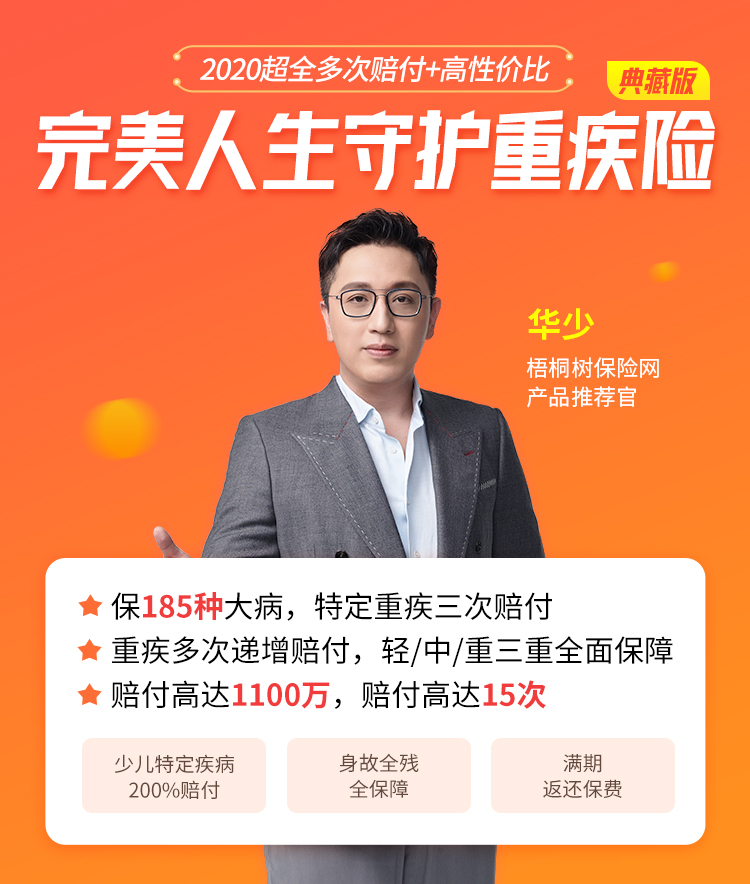 2020超全多次赔付+高性价比
典藏版
完美人生守护重疾险
华少
梧桐树保险网
产品推荐官
保185种大病，特定重疾三次赔付
重疾多次递增赔付，轻/中/重三重全面保障
赔付高达1100万，赔付高达15次
少儿特定疾病
200%赔付
身故全残
全保障
满期
返还保费